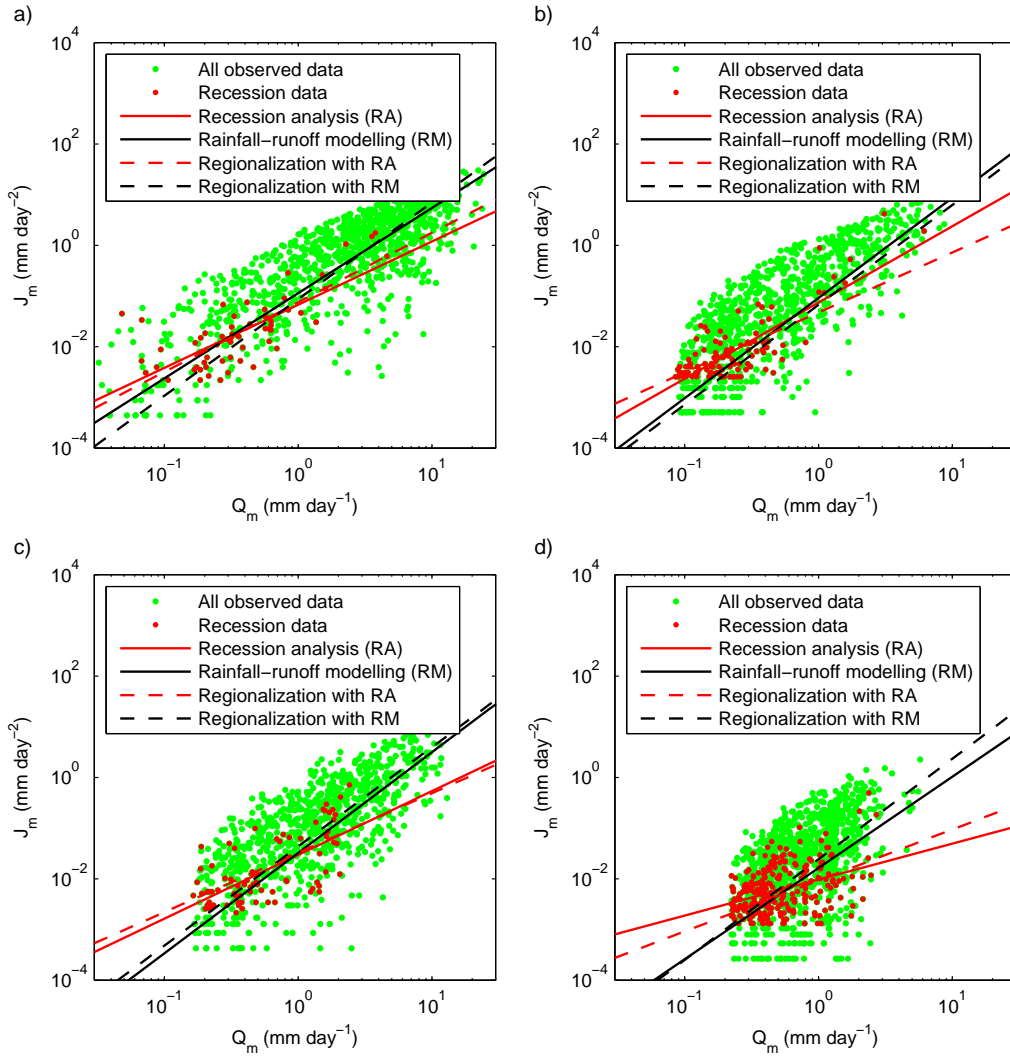 a)
10^4
10^2
10^0
10^−2
10^−4
J_m (mm day^−2)
10^−1
10^0
10^1
Q_m (mm day^−1)
All observed data
Recession data
Recession analysis (RA)
Rainfall−runoff modelling (RM)
Regionalization with RA
Regionalization with RM
b)
10^4
10^2
10^0
10^−2
10^−4
J_m (mm day^−2)
10^−1
10^0
10^1
Q_m (mm day^−1)
All observed data
Recession data
Recession analysis (RA)
Rainfall−runoff modelling (RM)
Regionalization with RA
Regionalization with RM
c)
10^4
10^2
10^0
10^−2
10^−4
J_m (mm day^−2)
10^−1
10^0
10^1
Q_m (mm day^−1)
All observed data
Recession data
Recession analysis (RA)
Rainfall−runoff modelling (RM)
Regionalization with RA
Regionalization with RM
d)
10^4
10^2
10^0
10^−2
10^−4
J_m (mm day^−2)
10^−1
10^0
10^1
Q_m (mm day^−1)
All observed data
Recession data
Recession analysis (RA)
Rainfall−runoff modelling (RM)
Regionalization with RA
Regionalization with RM